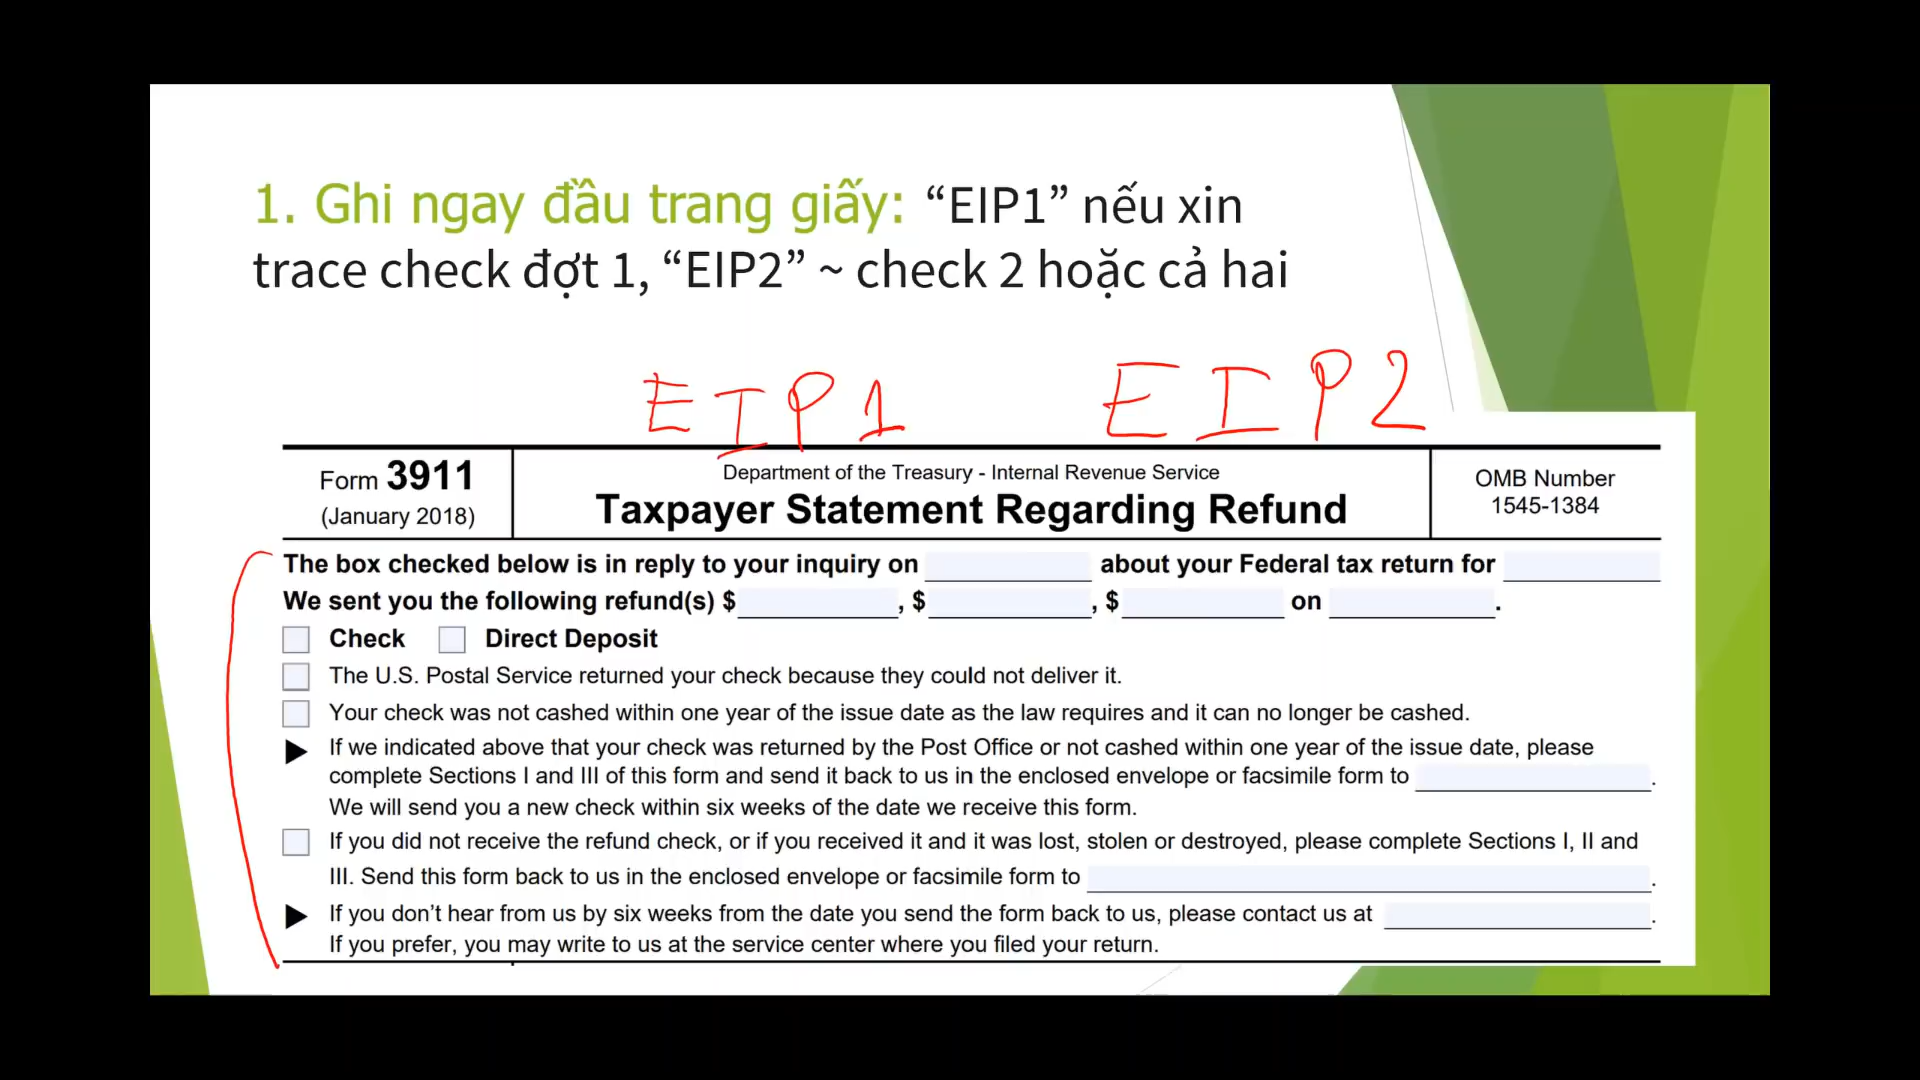 1. Ghi ngay đầu trang giấy: “EIP1” nếu xin
trace check đợt 1, “EIP2” ~ check 2 hoặc cả hai
EIP1 EIP2
Form 3911
(January 2018)
Department of the Treasury - Internal Revenue Service
Taxpayer Statement Regarding Refund
OMB Number
1545-1384
The box checked below is in reply to your inquiry on about your Federal tax return for
We sent you the following refund(s) $ , $ , $ on .
Check Direct Deposit
The U.S. Postal Service returned your check because they could not deliver it.
Your check was not cashed within one year of the issue date as the law requires and it can no longer be cashed.
If we indicated above that your check was returned by the Post Office or not cashed within one year of the issue date, please
complete Sections I and III of this form and send it back to us in the enclosed envelope or facsimile form to .
We will send you a new check within six weeks of the date we receive this form.
If you did not receive the refund check, or if you received it and it was lost, stolen or destroyed, please complete Sections I, II and
III. Send this form back to us in the enclosed envelope or facsimile form to .
If you don’t hear from us by six weeks from the date you send the form back to us, please contact us at .
If you prefer, you may write to us at the service center where you filed your return.